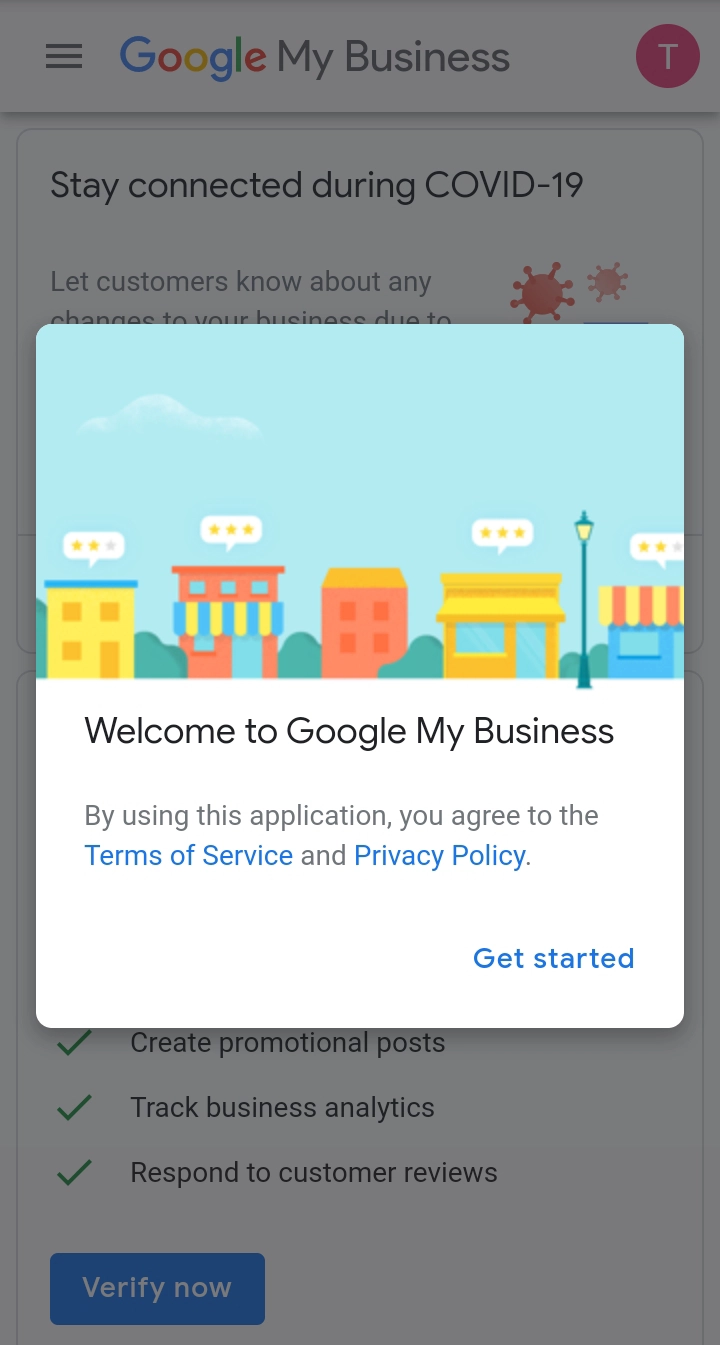 Google My Business
T
Stay connected during COVID-19
Let customers know about any
changes to your business due to
Welcome to Google My Business
By using this application, you agree to the
Terms of Service and Privacy Policy.
Get started
Create promotional posts
Track business analytics
Respond to customer reviews
Verify now